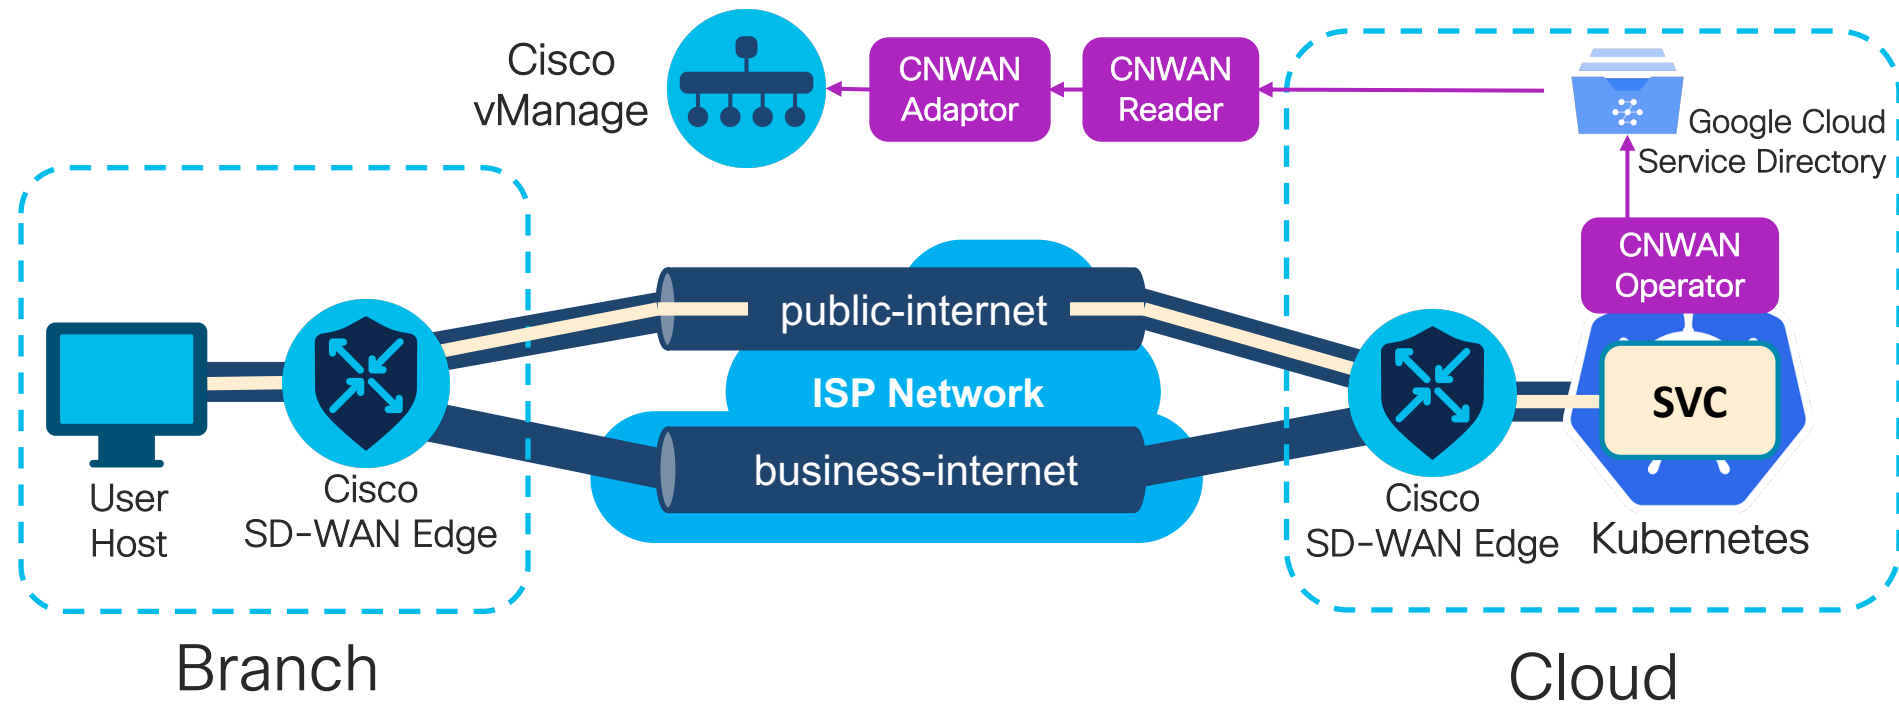 Cisco
vManage
CNWAN
Adaptor
CNWAN
Reader
Google Cloud
Service Directory
CNWAN
Operator
public-internet
ISP Network
business-internet
SVC
User
Host
Cisco
SD-WAN Edge
Cisco
SD-WAN Edge
Kubernetes
Branch
Cloud